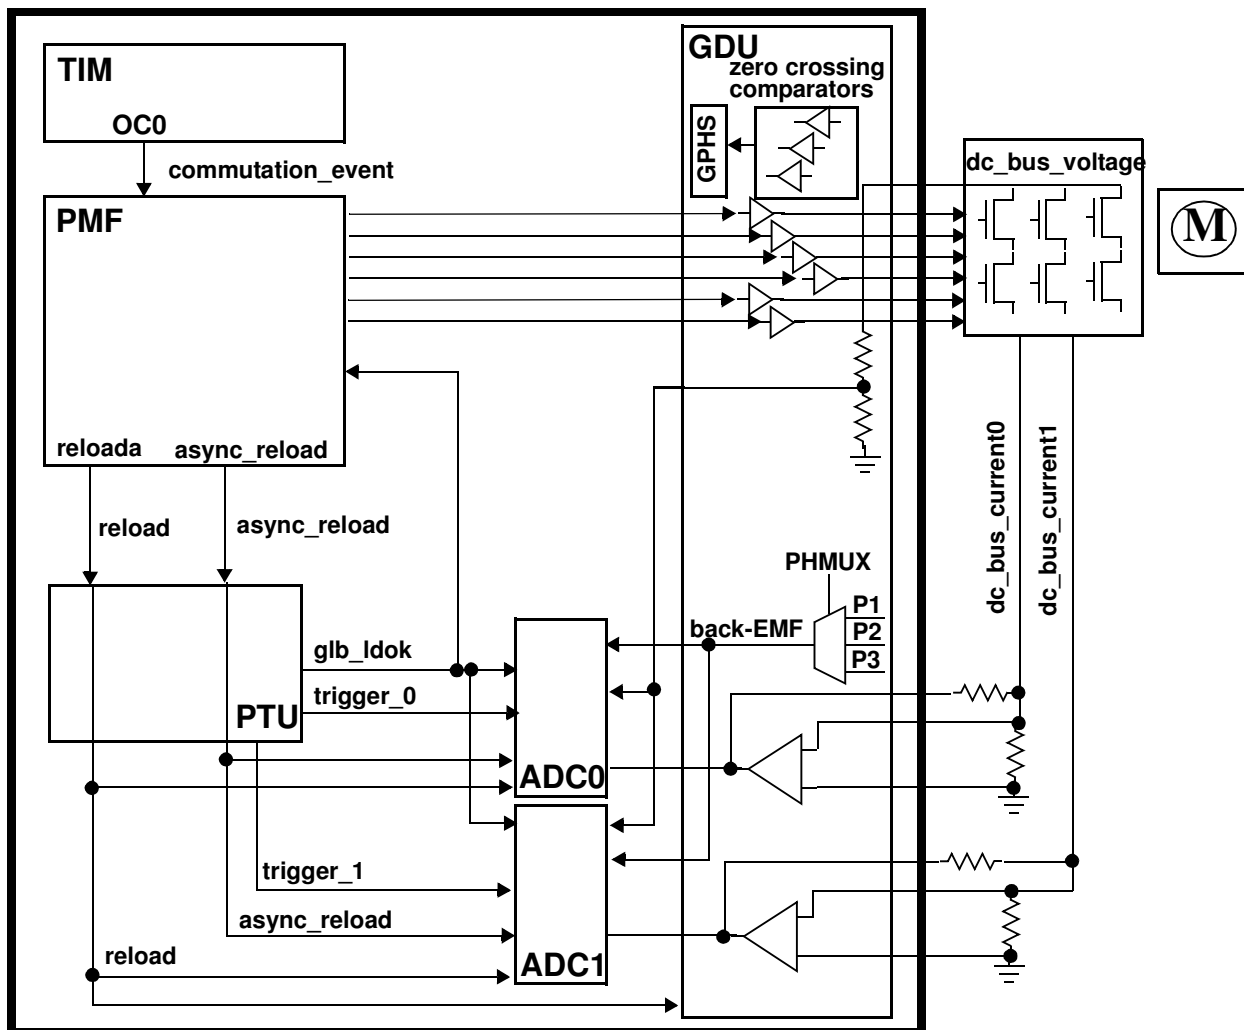 TIM
OC0
commutation_event
PMF
reloada
async_reload
reload
async_reload
glb_ldok
trigger_0
PTU
ADC0
trigger_1
async_reload
reload
ADC1
GDU
zero crossing
comparators
GPHS
dc_bus_voltage
M
PHMUX
P1
back-EMF
P2
P3
dc_bus_current0
dc_bus_current1